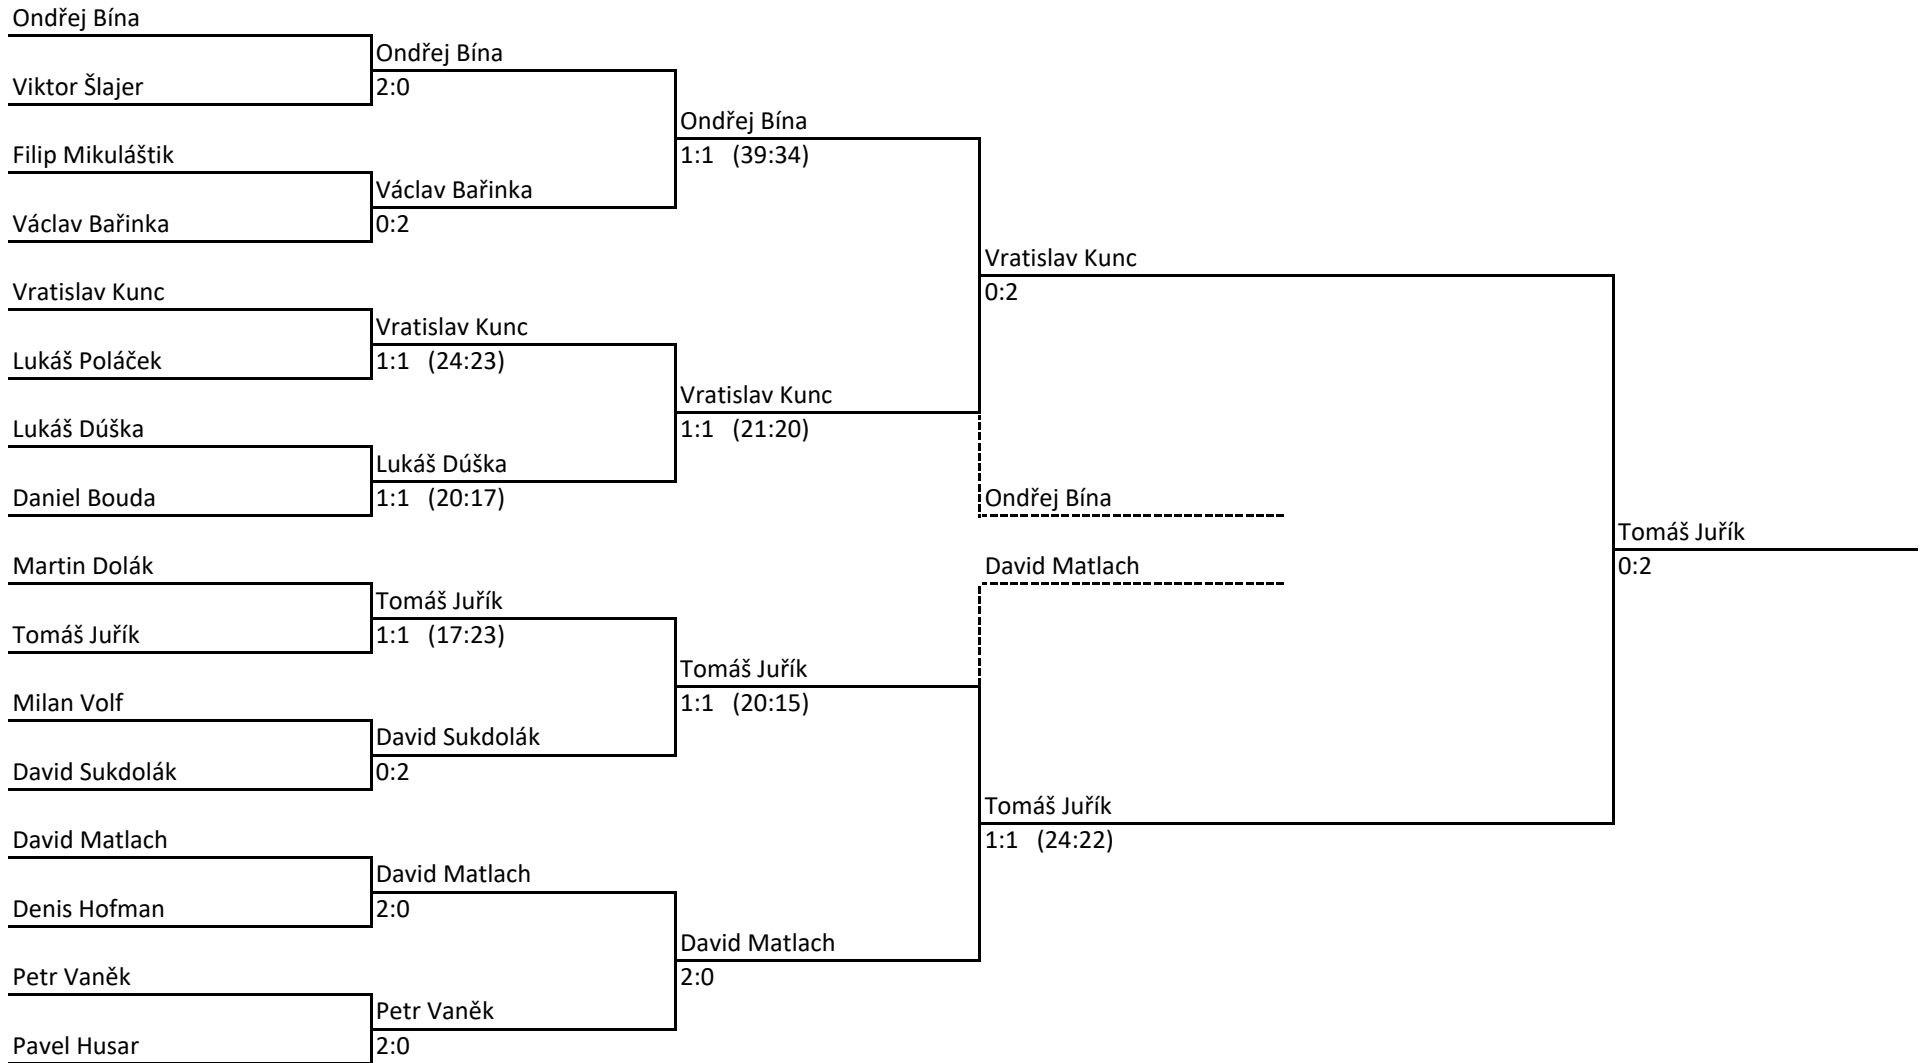 Ondřej Bína
Ondřej Bína
Viktor Šlajer
2:0
Ondřej Bína
Filip Mikuláštik
1:1 (39:34)
Václav Bařinka
Václav Bařinka
0:2
Vratislav Kunc
Vratislav Kunc
0:2
Vratislav Kunc
Lukáš Poláček
1:1 (24:23)
Vratislav Kunc
Lukáš Dúška
1:1 (21:20)
Lukáš Dúška
Daniel Bouda
1:1 (20:17)
Ondřej Bína
Tomáš Juřík
Martin Dolák
David Matlach
0:2
Tomáš Juřík
Tomáš Juřík
1:1 (17:23)
Tomáš Juřík
Milan Volf
1:1 (20:15)
David Sukdolák
David Sukdolák
0:2
Tomáš Juřík
David Matlach
1:1 (24:22)
David Matlach
Denis Hofman
2:0
David Matlach
Petr Vaněk
2:0
Petr Vaněk
Pavel Husar
2:0